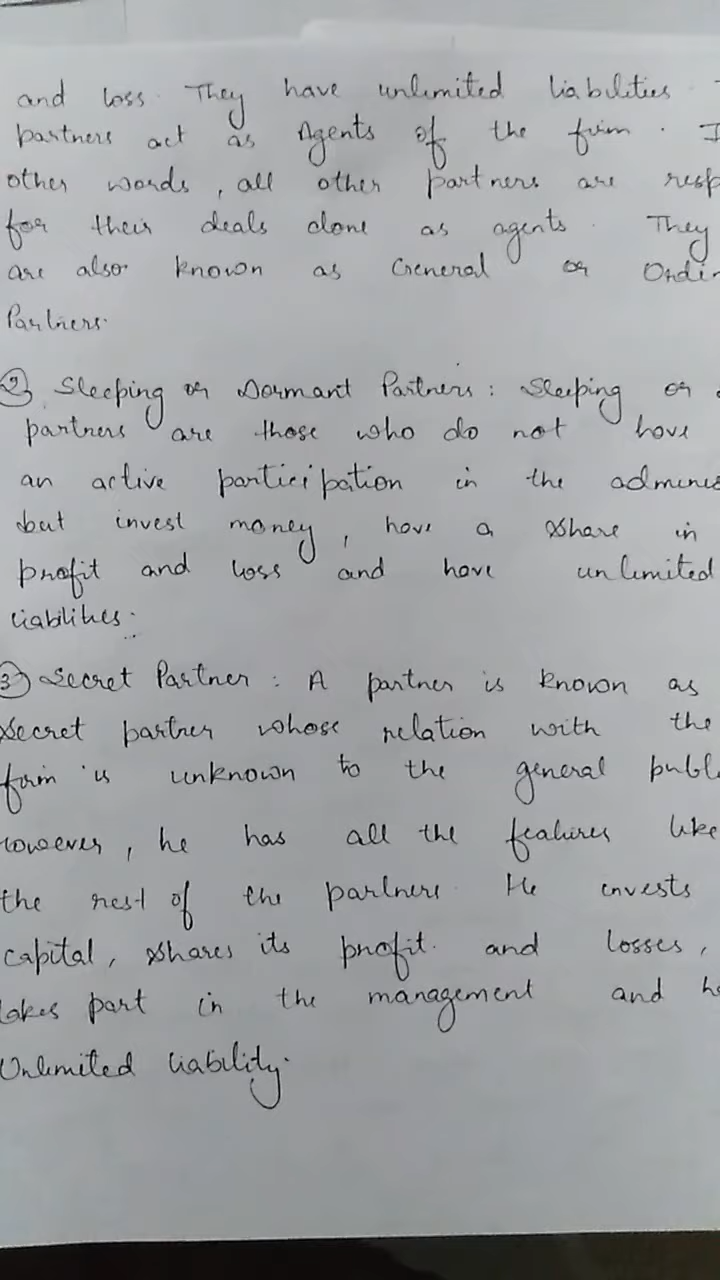 and loss. They have unlimited liabilities
partners act as Agents of the firm.
other words, all other partners are resp
for their deals done as agents. They
are also known as General or Ordin
Partners.
② Sleeping or Dormant Partners: Sleeping or
partners are those who do not have
an active participation in the adminis
but invest money, have a share in
profit and loss and have unlimited
liabilities.
③ Secret Partner: A partner is known as
secret partner whose relation with the
firm is unknown to the general publ
However, he has all the features like
the rest of the partners. He invests
capital, shares its profit and losses,
takes part in the management and h
Unlimited liability.